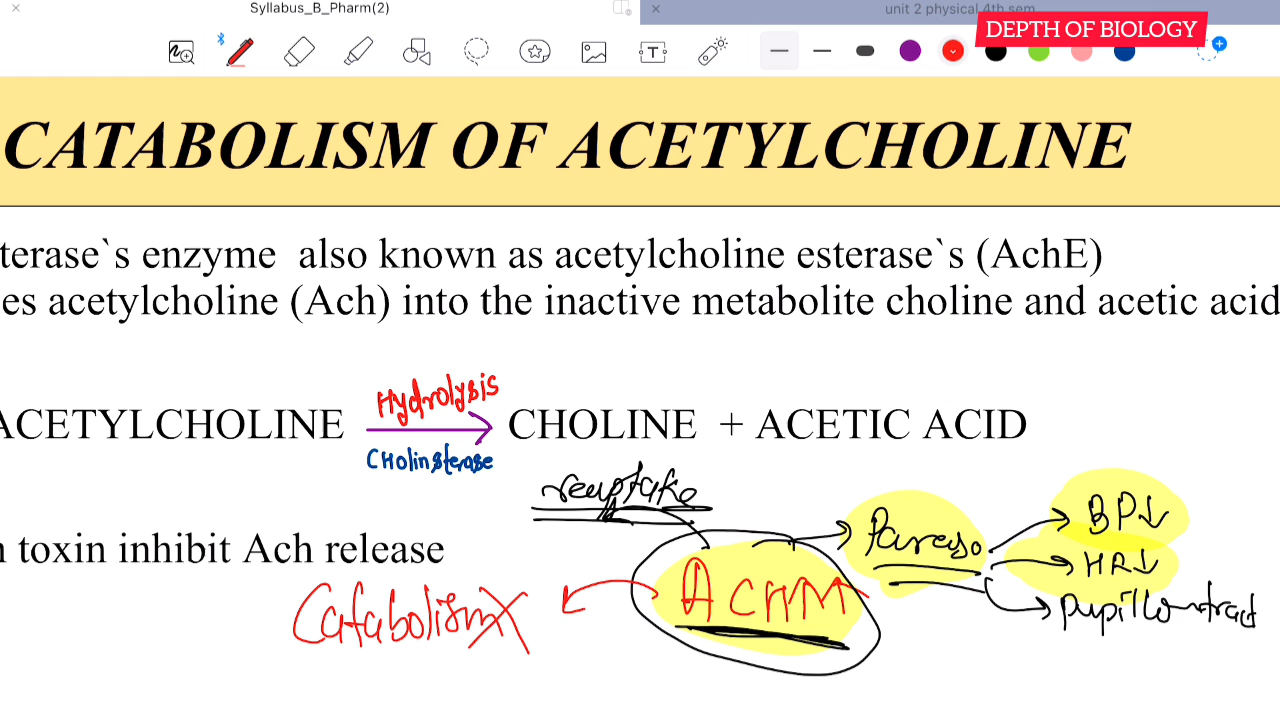 Syllabus_B_Pharm(2)
unit 2 physical 4th sem
DEPTH OF BIOLOGY
CATABOLISM OF ACETYLCHOLINE
terase`s enzyme also known as acetylcholine esterase`s (AchE)
es acetylcholine (Ach) into the inactive metabolite choline and acetic acid
Hydrolysis
ACETYLCHOLINE CHOLINE + ACETIC ACID
CHolinsterase
reuptake
BP↓
Paraso
n toxin inhibit Ach release
HR↓
ACHM
Catabolism X
Pupil Contract